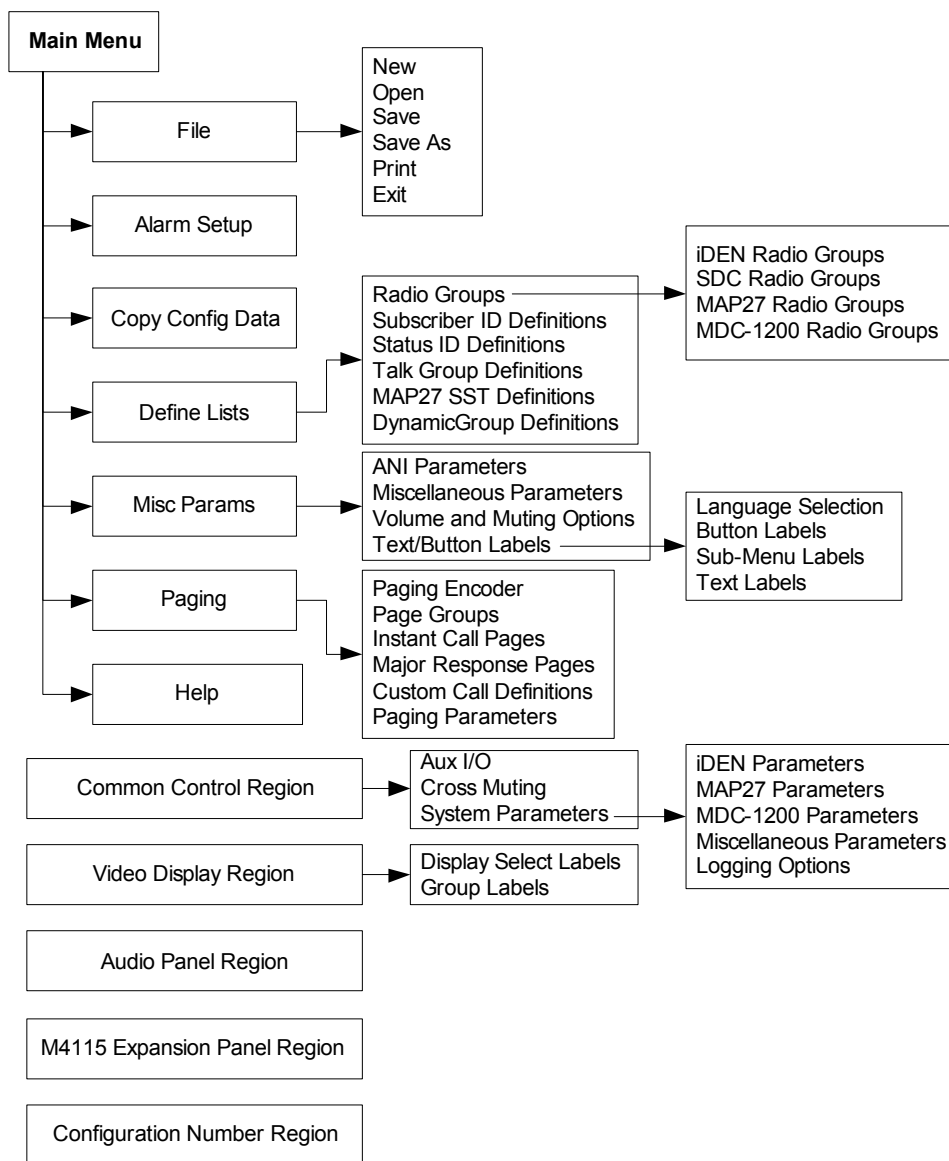 Main Menu
File
New
Open
Save
Save As
Print
Exit
Alarm Setup
Copy Config Data
Define Lists
Radio Groups
Subscriber ID Definitions
Status ID Definitions
Talk Group Definitions
MAP27 SST Definitions
DynamicGroup Definitions
iDEN Radio Groups
SDC Radio Groups
MAP27 Radio Groups
MDC-1200 Radio Groups
Misc Params
ANI Parameters
Miscellaneous Parameters
Volume and Muting Options
Text/Button Labels
Language Selection
Button Labels
Sub-Menu Labels
Text Labels
Paging
Paging Encoder
Page Groups
Instant Call Pages
Major Response Pages
Custom Call Definitions
Paging Parameters
Help
Common Control Region
Aux I/O
Cross Muting
System Parameters
iDEN Parameters
MAP27 Parameters
MDC-1200 Parameters
Miscellaneous Parameters
Logging Options
Video Display Region
Display Select Labels
Group Labels
Audio Panel Region
M4115 Expansion Panel Region
Configuration Number Region